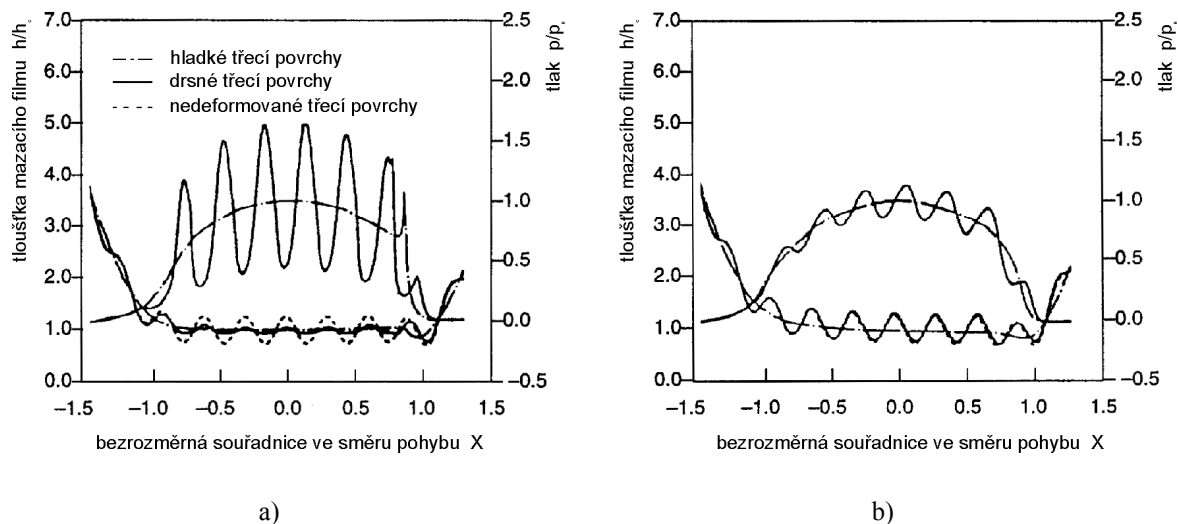 7.0
6.0
5.0
4.0
3.0
2.0
1.0
0.0
tloušťka mazacího filmu h/h
2.5
2.0
1.5
1.0
0.5
0.0
−0.5
tlak p/p
hladké třecí povrchy
drsné třecí povrchy
nedeformované třecí povrchy
−1.5 −1.0 −0.5 0.0 0.5 1.0 1.5
bezrozměrná souřadnice ve směru pohybu X
a)
7.0
6.0
5.0
4.0
3.0
2.0
1.0
0.0
tloušťka mazacího filmu h/h
2.5
2.0
1.5
1.0
0.5
0.0
−0.5
tlak p/p
−1.5 −1.0 −0.5 0.0 0.5 1.0 1.5
bezrozměrná souřadnice ve směru pohybu X
b)